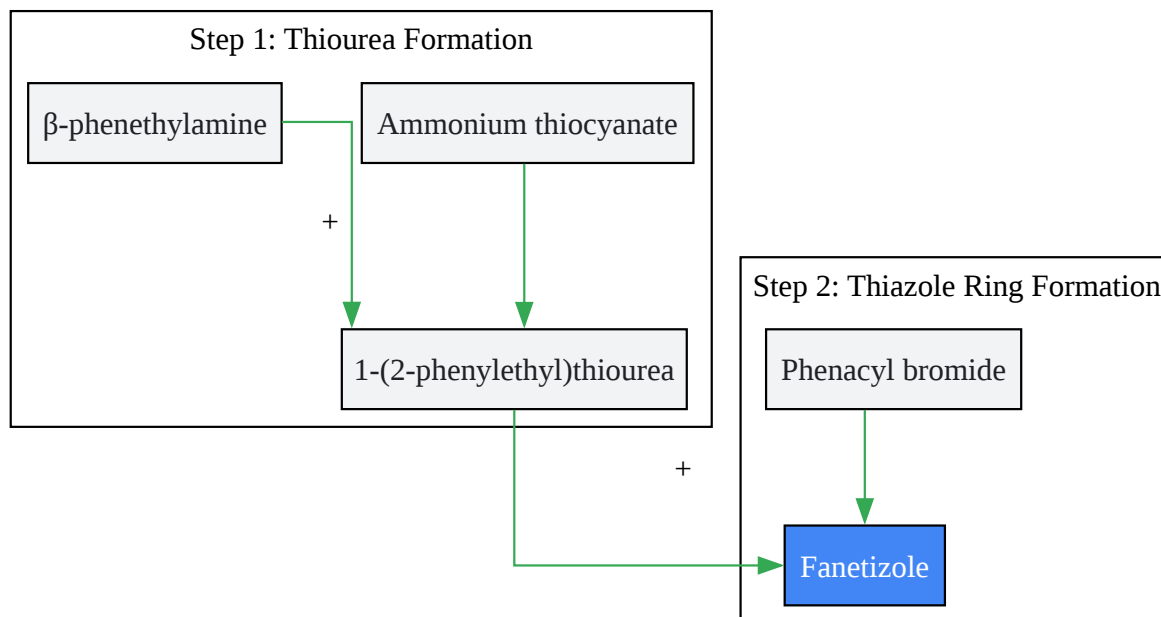 Step 1: Thiourea Formation
β-phenethylamine
Ammonium thiocyanate
+
1-(2-phenylethyl)thiourea
Step 2: Thiazole Ring Formation
Phenacyl bromide
+
Fanetizole